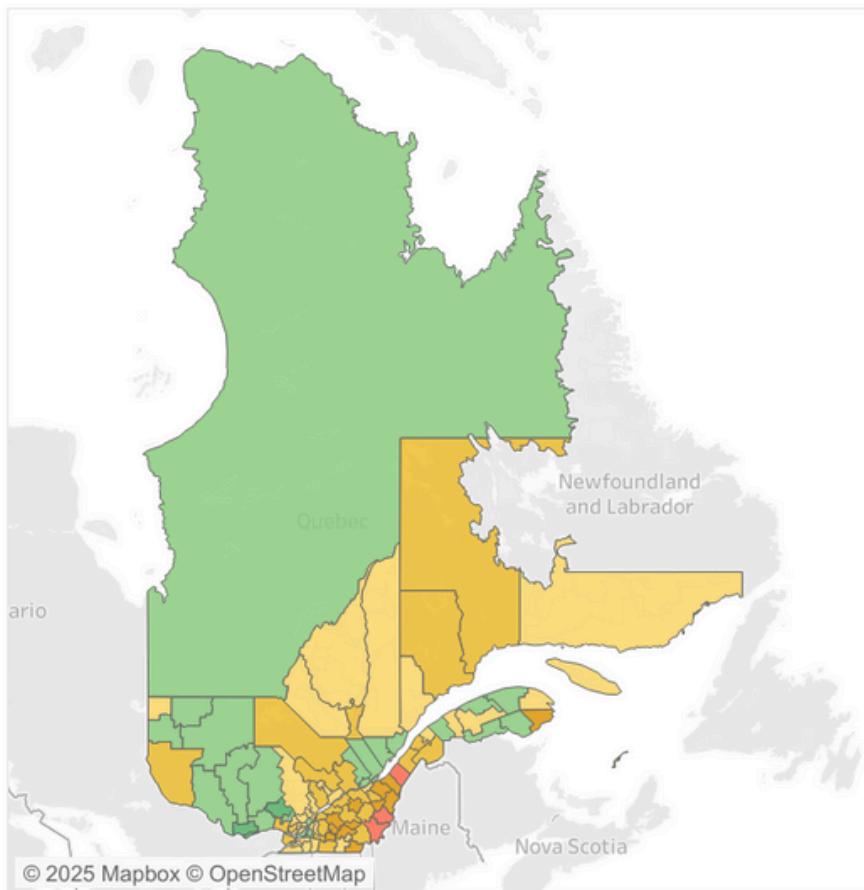 Newfoundland
and Labrador
Quebec
ario
Maine
Nova Scotia
© 2025 Mapbox © OpenStreetMap